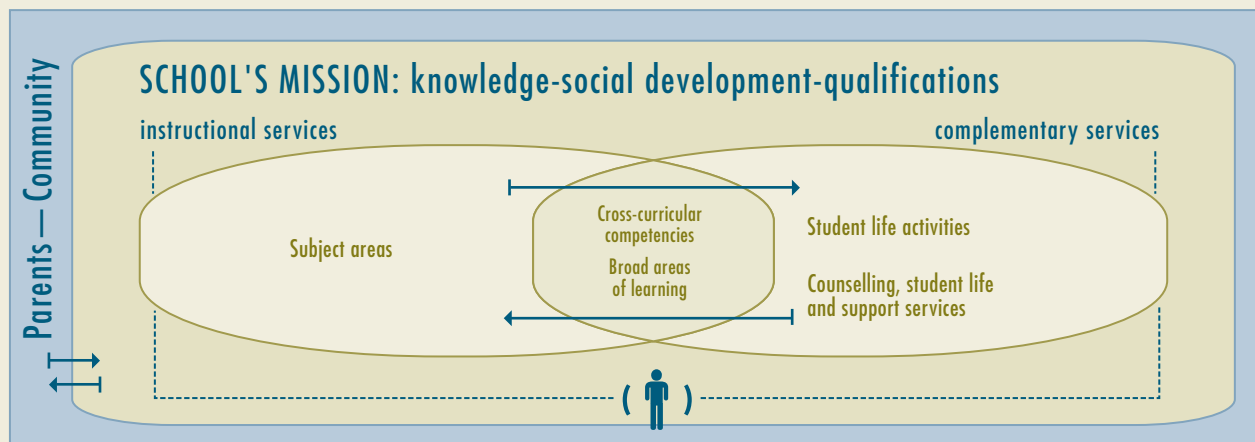 Parents—Community
SCHOOL'S MISSION: knowledge-social development-qualifications
instructional services
complementary services
Subject areas
Cross-curricular
competencies
Broad areas
of learning
Student life activities
Counselling, student life
and support services